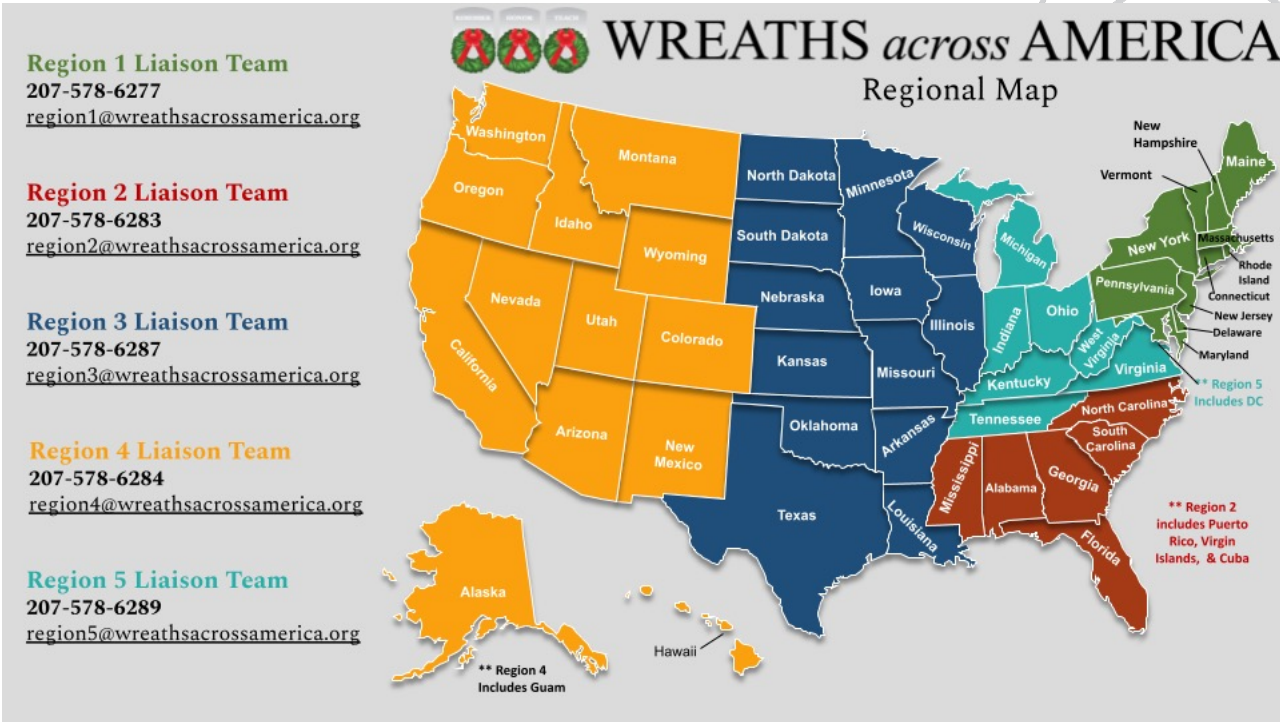 REMEMBER HONOR TEACH
WREATHS across AMERICA
Regional Map
Region 1 Liaison Team
207-578-6277
region1@wreathsacrossamerica.org
Region 2 Liaison Team
207-578-6283
region2@wreathsacrossamerica.org
Region 3 Liaison Team
207-578-6287
region3@wreathsacrossamerica.org
Region 4 Liaison Team
207-578-6284
region4@wreathsacrossamerica.org
Region 5 Liaison Team
207-578-6289
region5@wreathsacrossamerica.org
Washington
Oregon
Idaho
Montana
Wyoming
Nevada
Utah
Colorado
California
Arizona
New
Mexico
Alaska
** Region 4
Includes Guam
Hawaii
North Dakota
South Dakota
Nebraska
Kansas
Oklahoma
Texas
Minnesota
Iowa
Missouri
Arkansas
Louisiana
Wisconsin
Illinois
Michigan
Indiana
Ohio
West
Virginia
Kentucky
Virginia
Tennessee
** Region 5
Includes DC
North Carolina
South
Carolina
Mississippi
Alabama
Georgia
Florida
** Region 2
includes Puerto
Rico, Virgin
Islands, & Cuba
New
Hampshire
Vermont
Maine
New York
Massachusetts
Rhode
Island
Connecticut
Pennsylvania
New Jersey
Delaware
Maryland